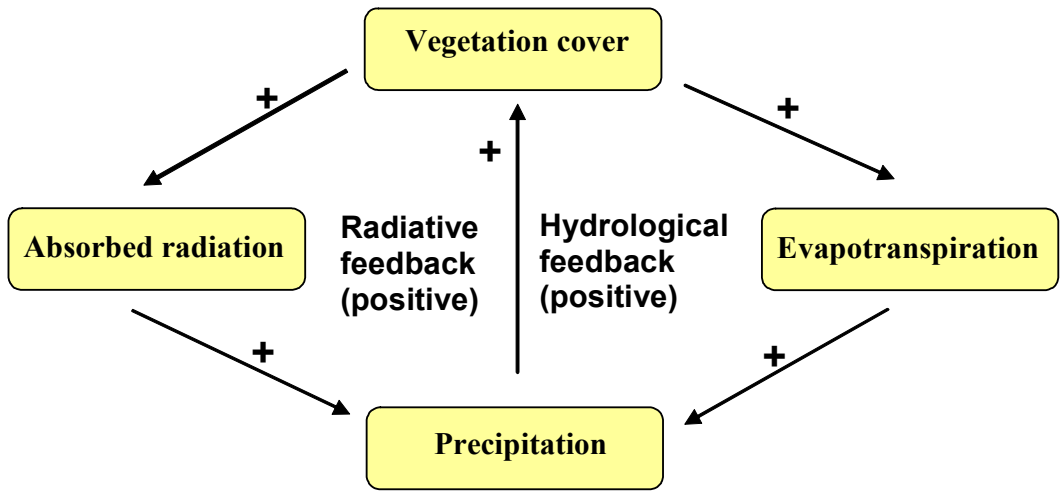 Vegetation cover
+
+
+
Absorbed radiation
Radiative
feedback
(positive)
Hydrological
feedback
(positive)
Evapotranspiration
+
+
Precipitation